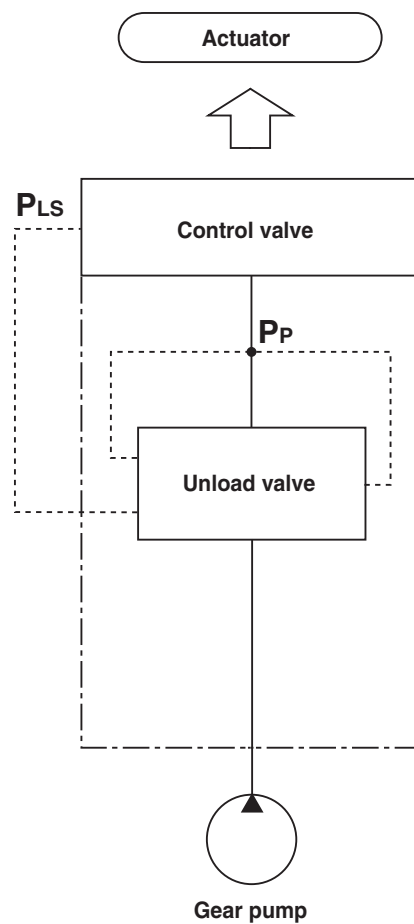 Actuator
PLS
Control valve
PP
Unload valve
Gear pump